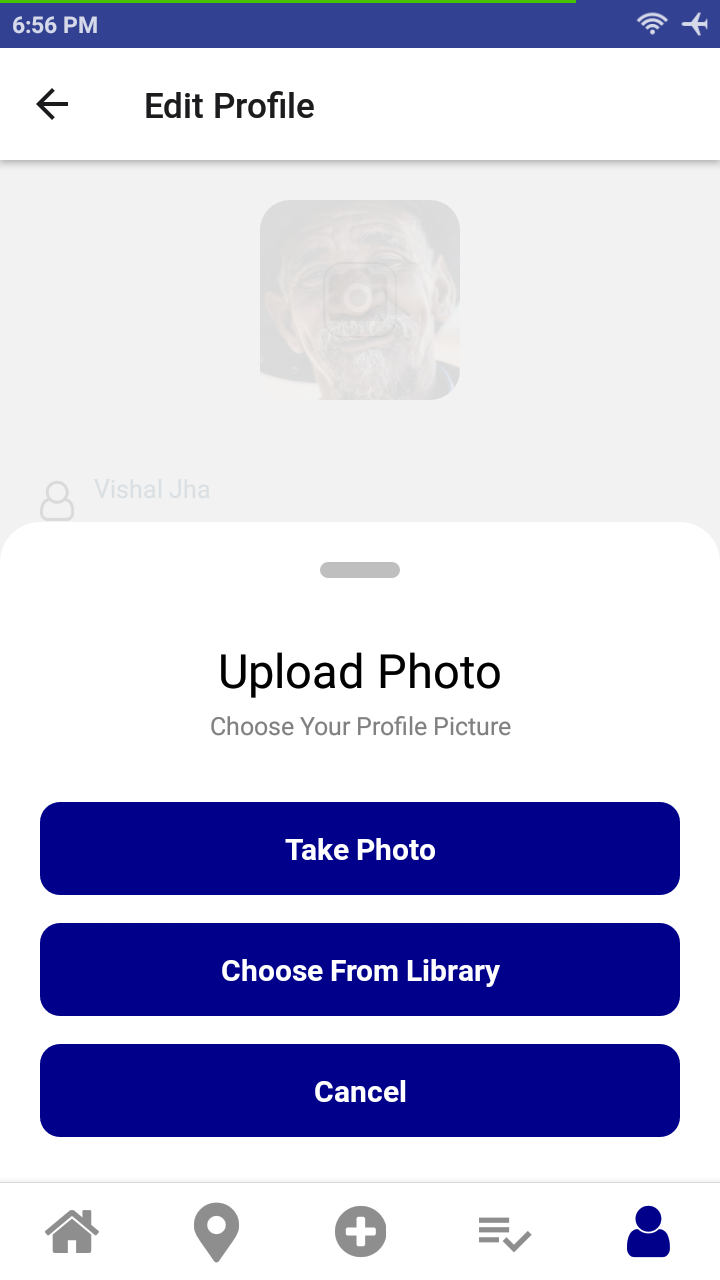 6:56 PM
Edit Profile
Vishal Jha
Upload Photo
Choose Your Profile Picture
Take Photo
Choose From Library
Cancel